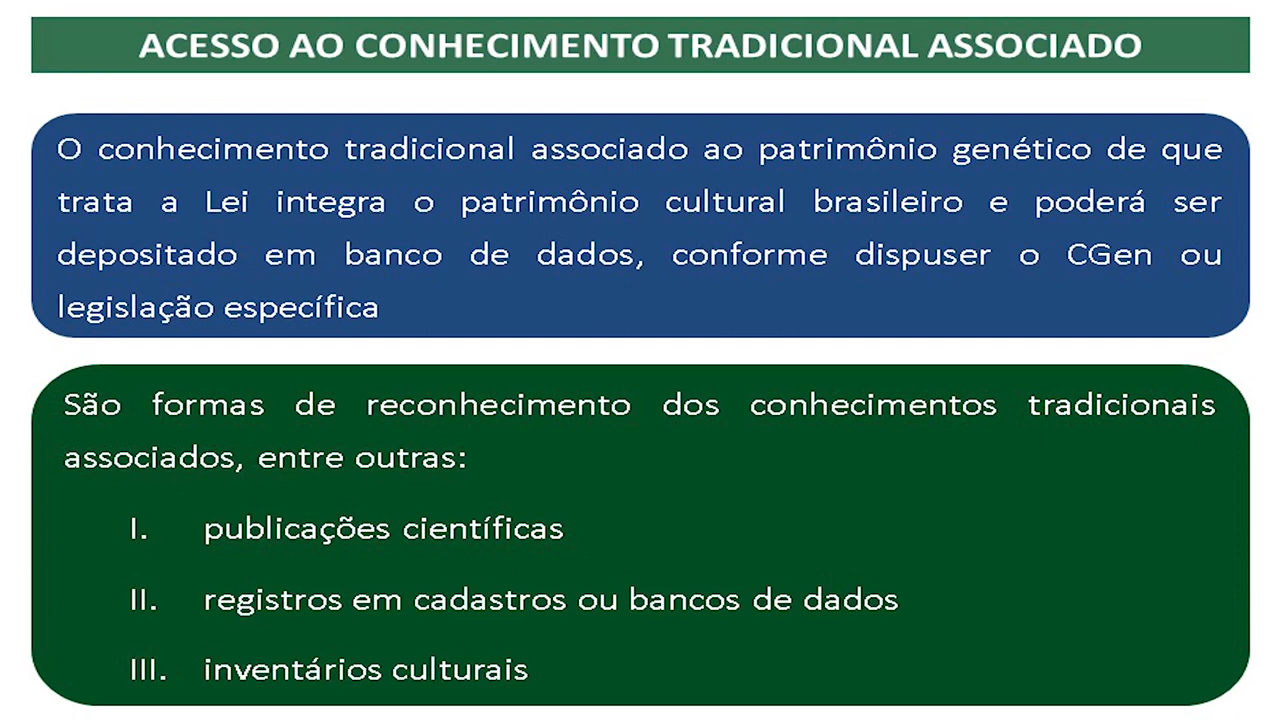 ACESSO AO CONHECIMENTO TRADICIONAL ASSOCIADO
O conhecimento tradicional associado ao patrimônio genético de que
trata a Lei integra o patrimônio cultural brasileiro e poderá ser
depositado em banco de dados, conforme dispuser o CGen ou
legislação específica
São formas de reconhecimento dos conhecimentos tradicionais
associados, entre outras:
I. publicações científicas
II. registros em cadastros ou bancos de dados
III. inventários culturais